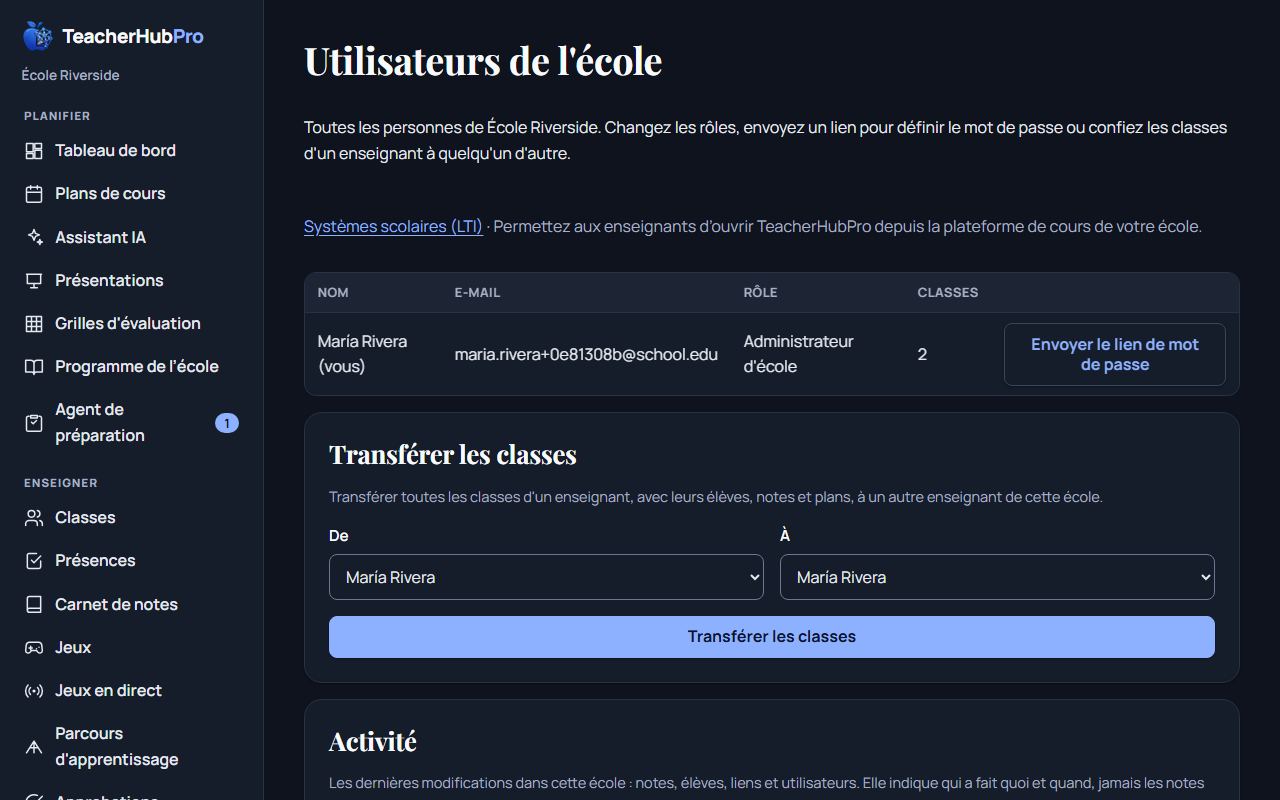 TeacherHubPro
École Riverside
PLANIFIER
Tableau de bord
Plans de cours
Assistant IA
Présentations
Grilles d'évaluation
Programme de l’école
Agent de
préparation
1
ENSEIGNER
Classes
Présences
Carnet de notes
Jeux
Jeux en direct
Parcours
d'apprentissage
Approbations
Utilisateurs de l'école
Toutes les personnes de École Riverside. Changez les rôles, envoyez un lien pour définir le mot de passe ou confiez les classes
d'un enseignant à quelqu'un d'autre.
Systèmes scolaires (LTI) · Permettez aux enseignants d’ouvrir TeacherHubPro depuis la plateforme de cours de votre école.
NOM E-MAIL RÔLE CLASSES
María Rivera
(vous)
maria.rivera+0e81308b@school.edu
Administrateur
d'école
2
Envoyer le lien de mot
de passe
Transférer les classes
Transférer toutes les classes d'un enseignant, avec leurs élèves, notes et plans, à un autre enseignant de cette école.
De À
María Rivera María Rivera
Transférer les classes
Activité
Les dernières modifications dans cette école : notes, élèves, liens et utilisateurs. Elle indique qui a fait quoi et quand, jamais les notes